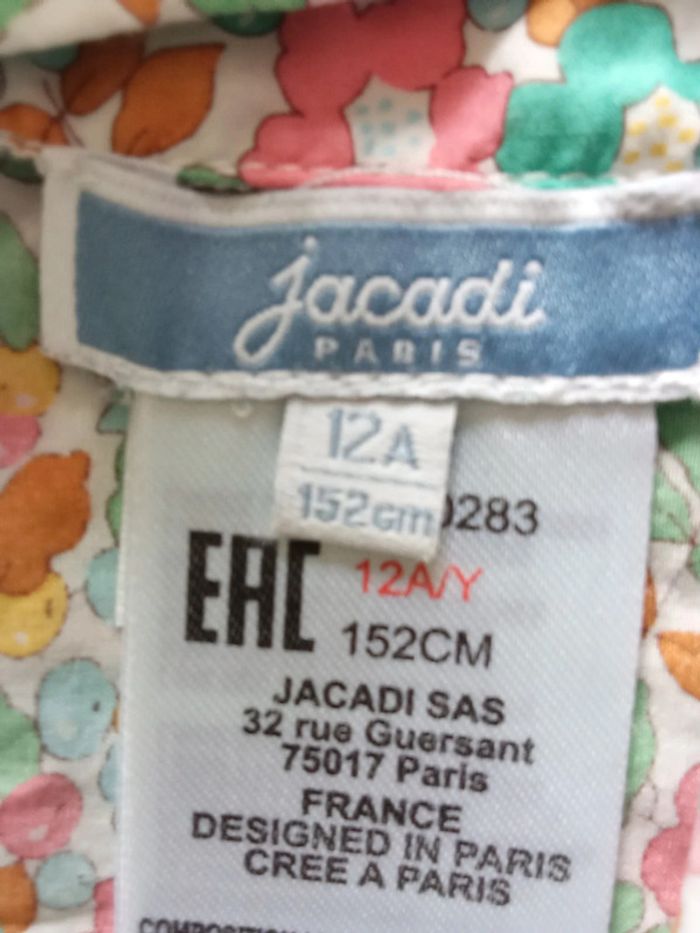 jacadi
PARIS
12A
152cm
0283
EAC
12A/Y
152CM
JACADI SAS
32 rue Guersant
75017 Paris
FRANCE
DESIGNED IN PARIS
CREE A PARIS